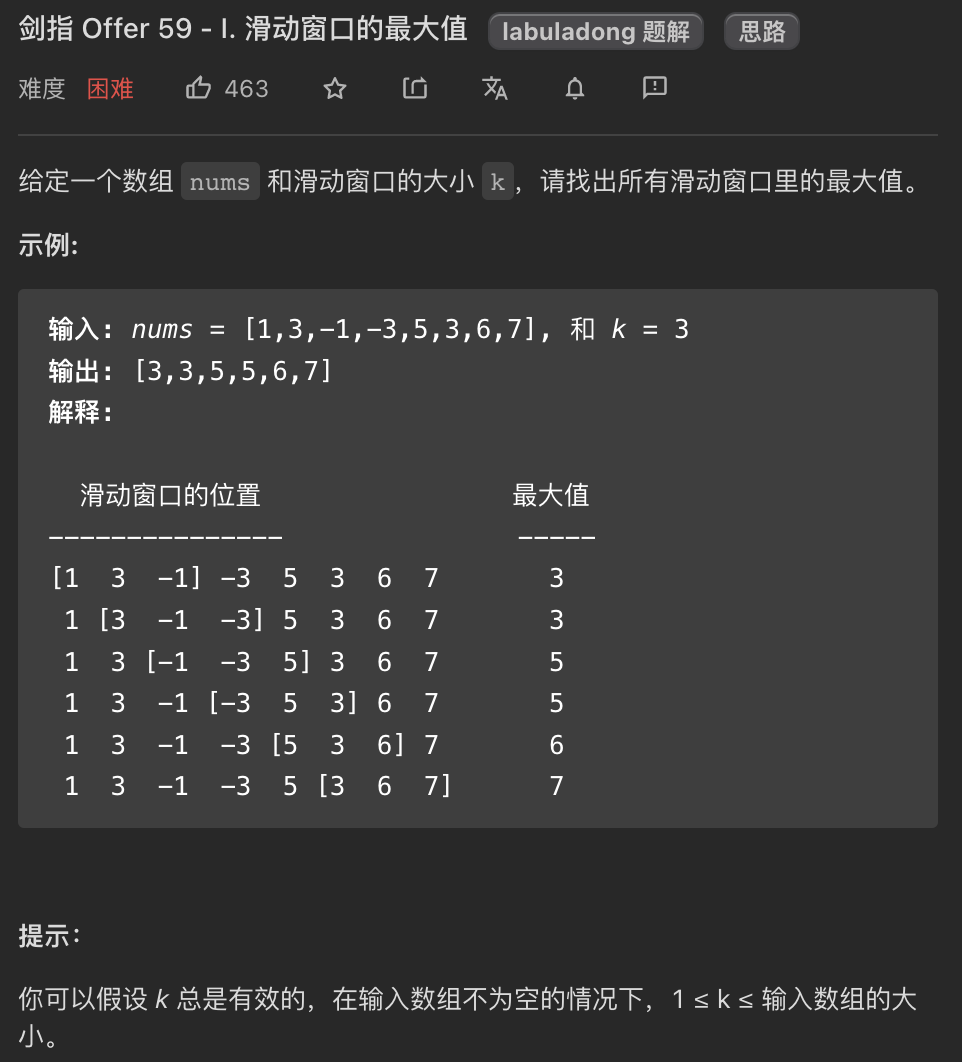 剑指 Offer 59 - I. 滑动窗口的最大值 labuladong 题解 思路
难度 困难 463
给定一个数组 nums 和滑动窗口的大小 k，请找出所有滑动窗口里的最大值。
示例:
输入: nums = [1,3,-1,-3,5,3,6,7], 和 k = 3
输出: [3,3,5,5,6,7]
解释:
滑动窗口的位置 最大值
--------------- -----
[1 3 -1] -3 5 3 6 7 3
1 [3 -1 -3] 5 3 6 7 3
1 3 [-1 -3 5] 3 6 7 5
1 3 -1 [-3 5 3] 6 7 5
1 3 -1 -3 [5 3 6] 7 6
1 3 -1 -3 5 [3 6 7] 7
提示：
你可以假设 k 总是有效的，在输入数组不为空的情况下，1 ≤ k ≤ 输入数组的大
小。